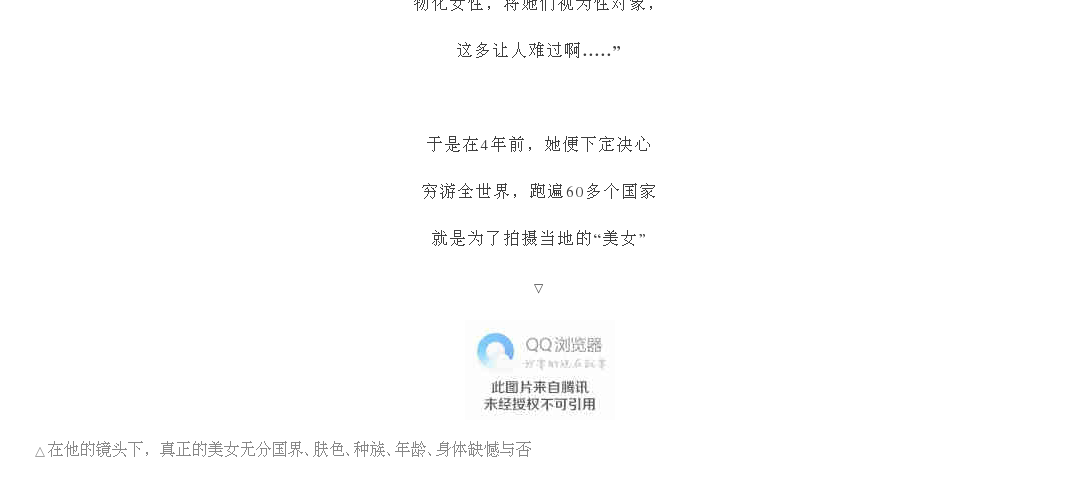 物化女性，将她们视为性对象，
这多让人难过啊.....”
于是在4年前，她便下定决心
穷游全世界，跑遍60多个国家
就是为了拍摄当地的“美女”
▽
QQ浏览器
此图片来自腾讯
未经授权不可引用
△在他的镜头下，真正的美女无分国界、肤色、种族、年龄、身体缺憾与否